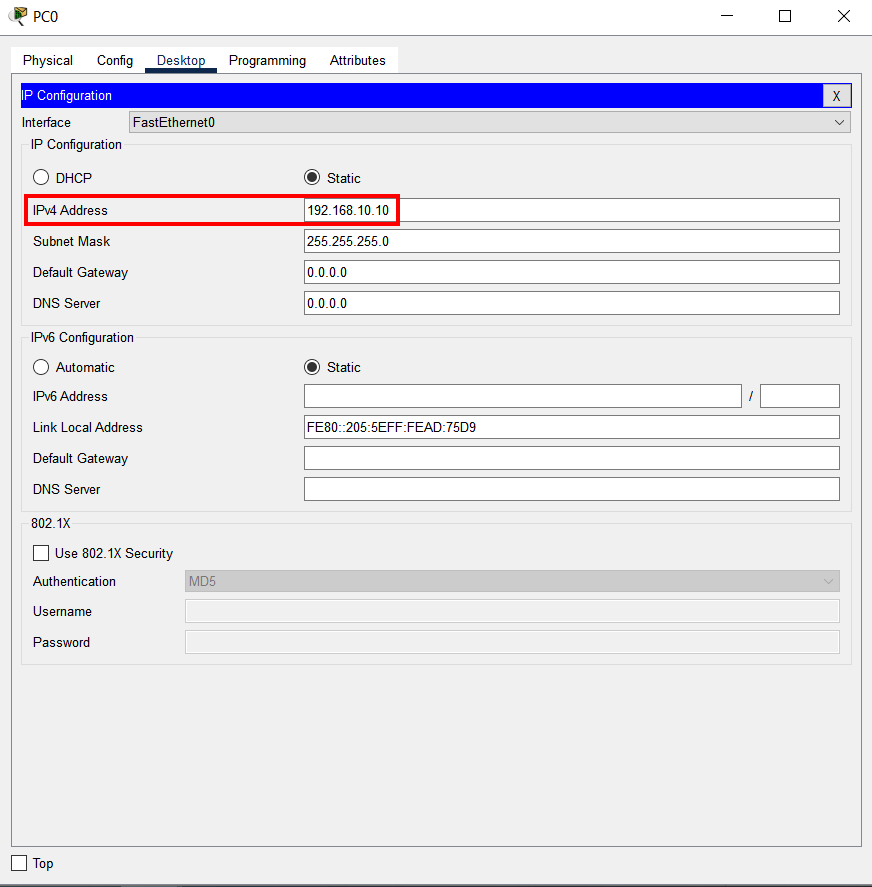 PC0
Physical Config Desktop Programming Attributes
IP Configuration X
Interface FastEthernet0
IP Configuration
DHCP Static
IPv4 Address 192.168.10.10
Subnet Mask 255.255.255.0
Default Gateway 0.0.0.0
DNS Server 0.0.0.0
IPv6 Configuration
Automatic Static
IPv6 Address /
Link Local Address FE80::205:5EFF:FEAD:75D9
Default Gateway
DNS Server
802.1X
Use 802.1X Security
Authentication MD5
Username
Password
Top